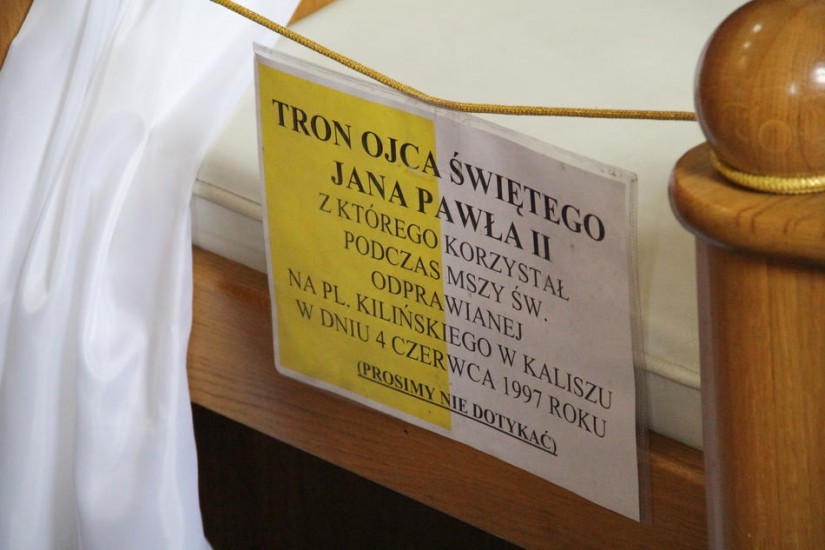 TRON OJCA ŚWIĘTEGO
JANA PAWŁA II
Z KTÓREGO KORZYSTAŁ
PODCZAS MSZY ŚW.
ODPRAWIANEJ
NA PL. KILIŃSKIEGO W KALISZU
W DNIU 4 CZERWCA 1997 ROKU
(PROSIMY NIE DOTYKAĆ)